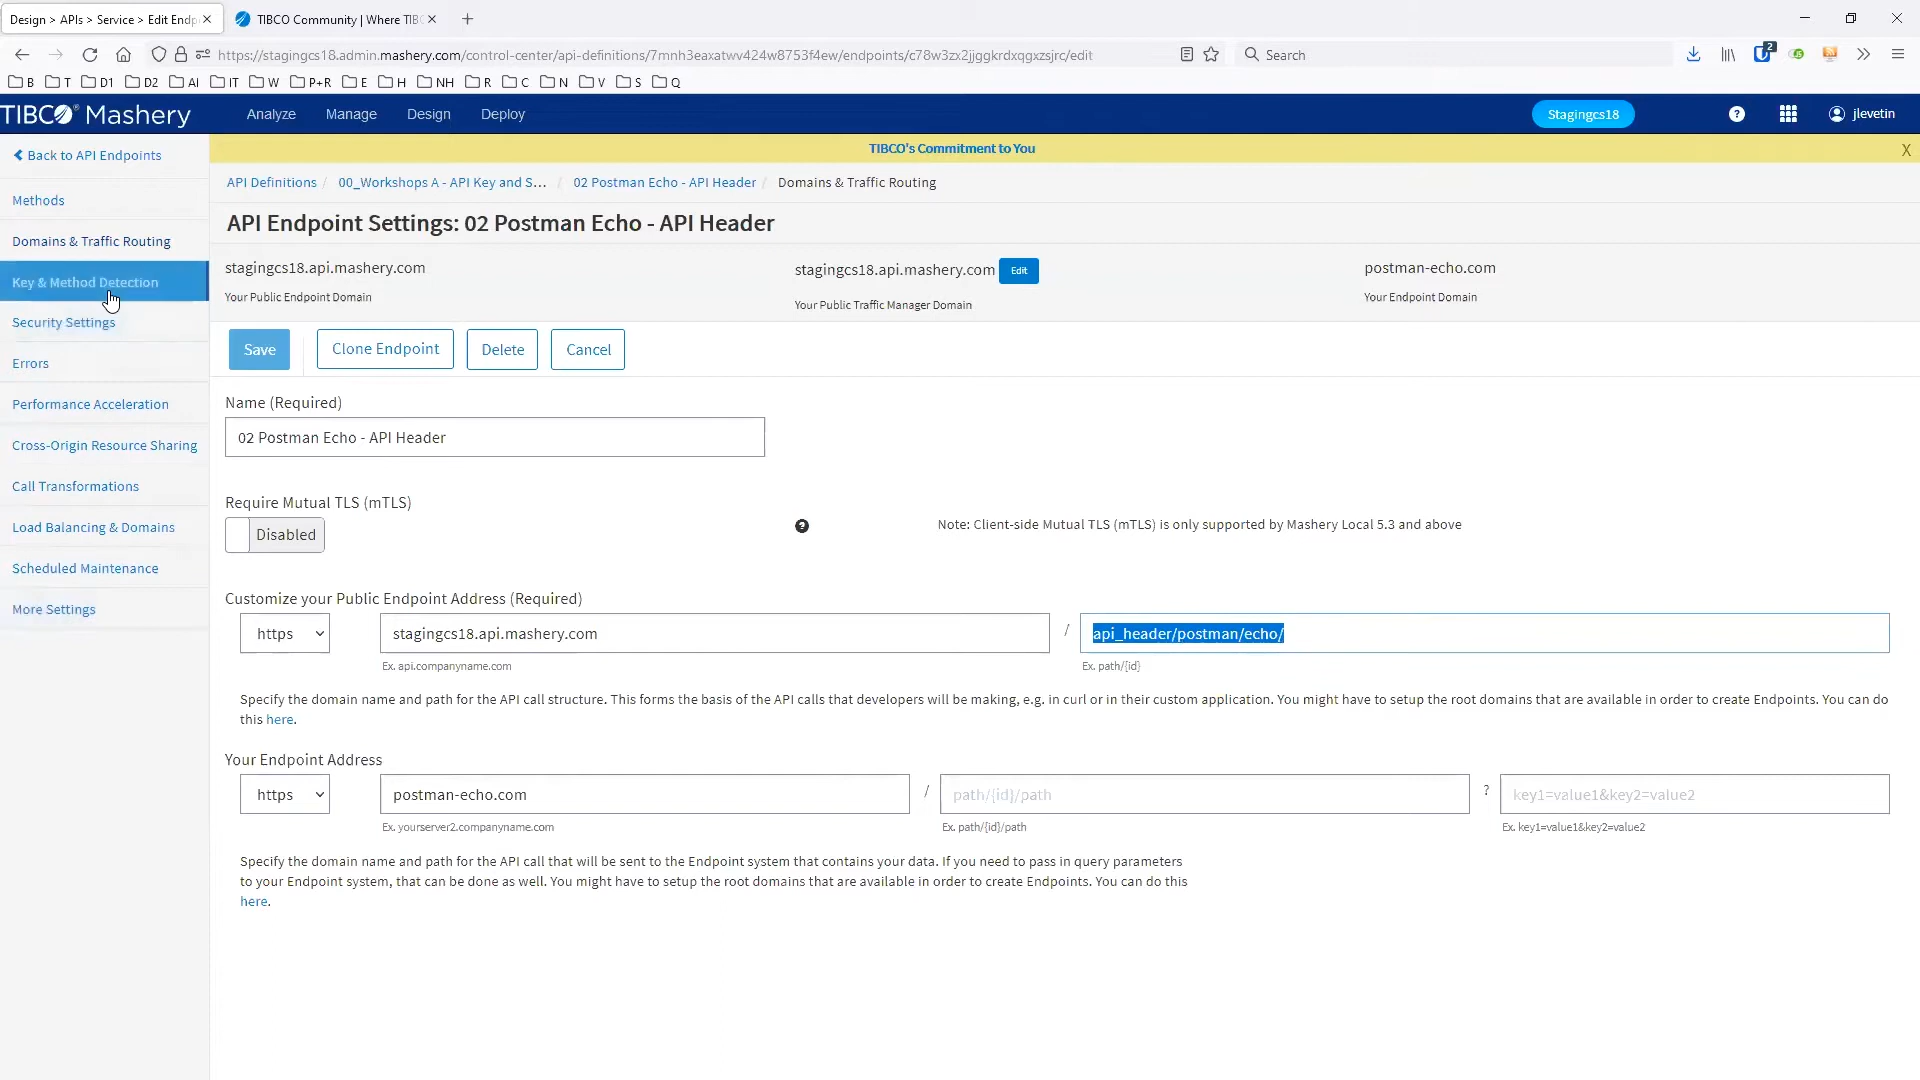 Design > APIs > Service > Edit Endp
TIBCO Community | Where TIB
https://stagingcs18.admin.mashery.com/control-center/api-definitions/7mnh3eaxatwv424w8753f4ew/endpoints/c78w3zx2jjggkrdxqgxzsjrc/edit
Search
2
B T D1 D2 AI IT W P+R E H NH R C N V S Q
TIBCO® Mashery
Analyze Manage Design Deploy
Stagingcs18
?
jlevetin
Back to API Endpoints
TIBCO's Commitment to You
X
API Definitions / 00_Workshops A - API Key and S... / 02 Postman Echo - API Header / Domains & Traffic Routing
API Endpoint Settings: 02 Postman Echo - API Header
Methods
Domains & Traffic Routing
Key & Method Detection
Security Settings
Errors
Performance Acceleration
Cross-Origin Resource Sharing
Call Transformations
Load Balancing & Domains
Scheduled Maintenance
More Settings
stagingcs18.api.mashery.com
Your Public Endpoint Domain
stagingcs18.api.mashery.com Edit
Your Public Traffic Manager Domain
postman-echo.com
Your Endpoint Domain
Save Clone Endpoint Delete Cancel
Name (Required)
02 Postman Echo - API Header
Require Mutual TLS (mTLS)
Disabled
?
Note: Client-side Mutual TLS (mTLS) is only supported by Mashery Local 5.3 and above
Customize your Public Endpoint Address (Required)
https stagingcs18.api.mashery.com / api_header/postman/echo/
Ex. api.companyname.com Ex. path/{id}
Specify the domain name and path for the API call structure. This forms the basis of the API calls that developers will be making, e.g. in curl or in their custom application. You might have to setup the root domains that are available in order to create Endpoints. You can do
this here.
Your Endpoint Address
https postman-echo.com / path/{id}/path ? key1=value1&key2=value2
Ex. yourserver2.companyname.com Ex. path/{id}/path Ex. key1=value1&key2=value2
Specify the domain name and path for the API call that will be sent to the Endpoint system that contains your data. If you need to pass in query parameters
to your Endpoint system, that can be done as well. You might have to setup the root domains that are available in order to create Endpoints. You can do this
here.